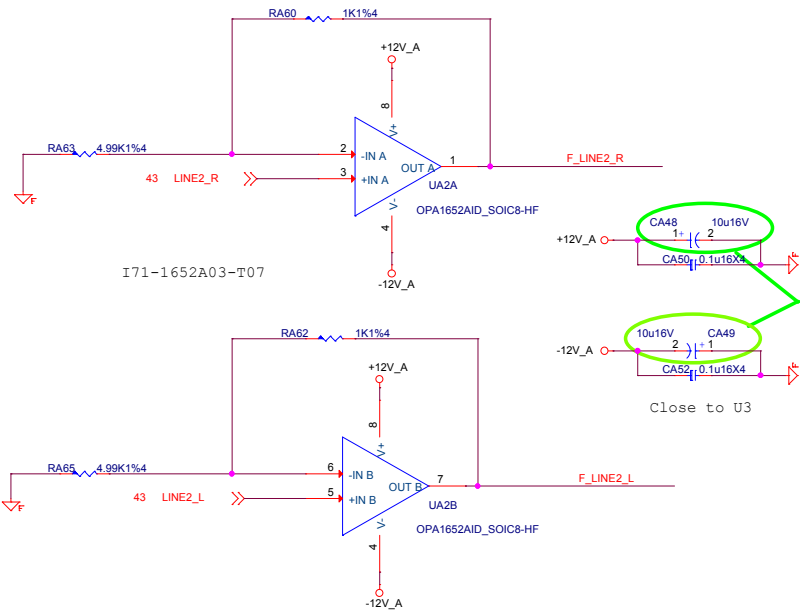 RA60 1K1%4
+12V_A
8
V+
RA63 4.99K1%4
2
-IN A
OUT A
1
F_LINE2_R
43 LINE2_R
3
+IN A
UA2A
V-
4
OPA1652AID_SOIC8-HF
-12V_A
I71-1652A03-T07
CA48 10u16V
+12V_A
1 + 2
CA50 0.1u16X4
F
10u16V CA49
-12V_A
2 + 1
CA52 0.1u16X4
F
Close to U3
RA62 1K1%4
+12V_A
8
V+
RA65 4.99K1%4
6
-IN B
OUT B
7
F_LINE2_L
43 LINE2_L
5
+IN B
UA2B
V-
4
OPA1652AID_SOIC8-HF
-12V_A
F
F